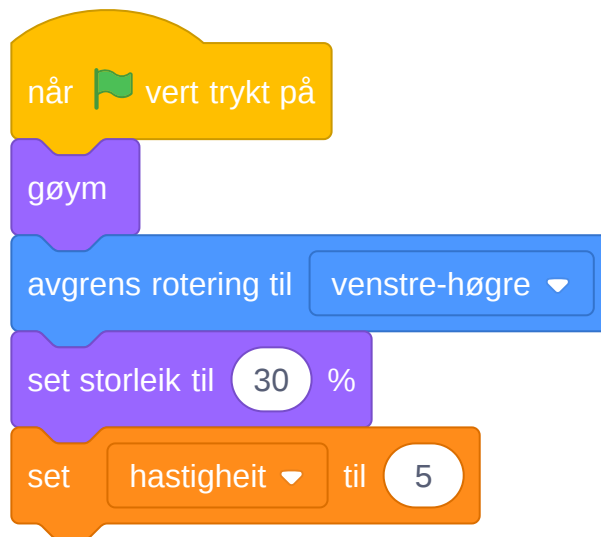 når vert trykt på
gøym
avgrens rotering til venstre-høgre
set storleik til 30 %
set hastigheit til 5